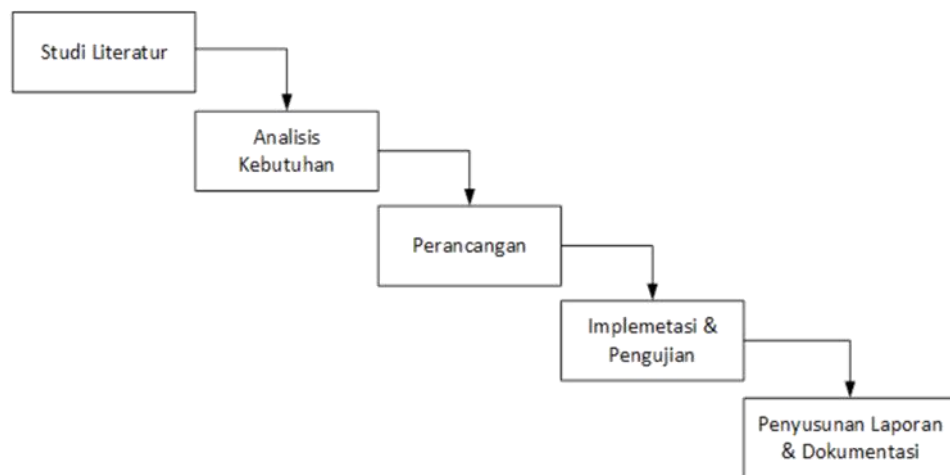 Studi Literatur
Analisis
Kebutuhan
Perancangan
Implemetasi &
Pengujian
Penyusunan Laporan
& Dokumentasi